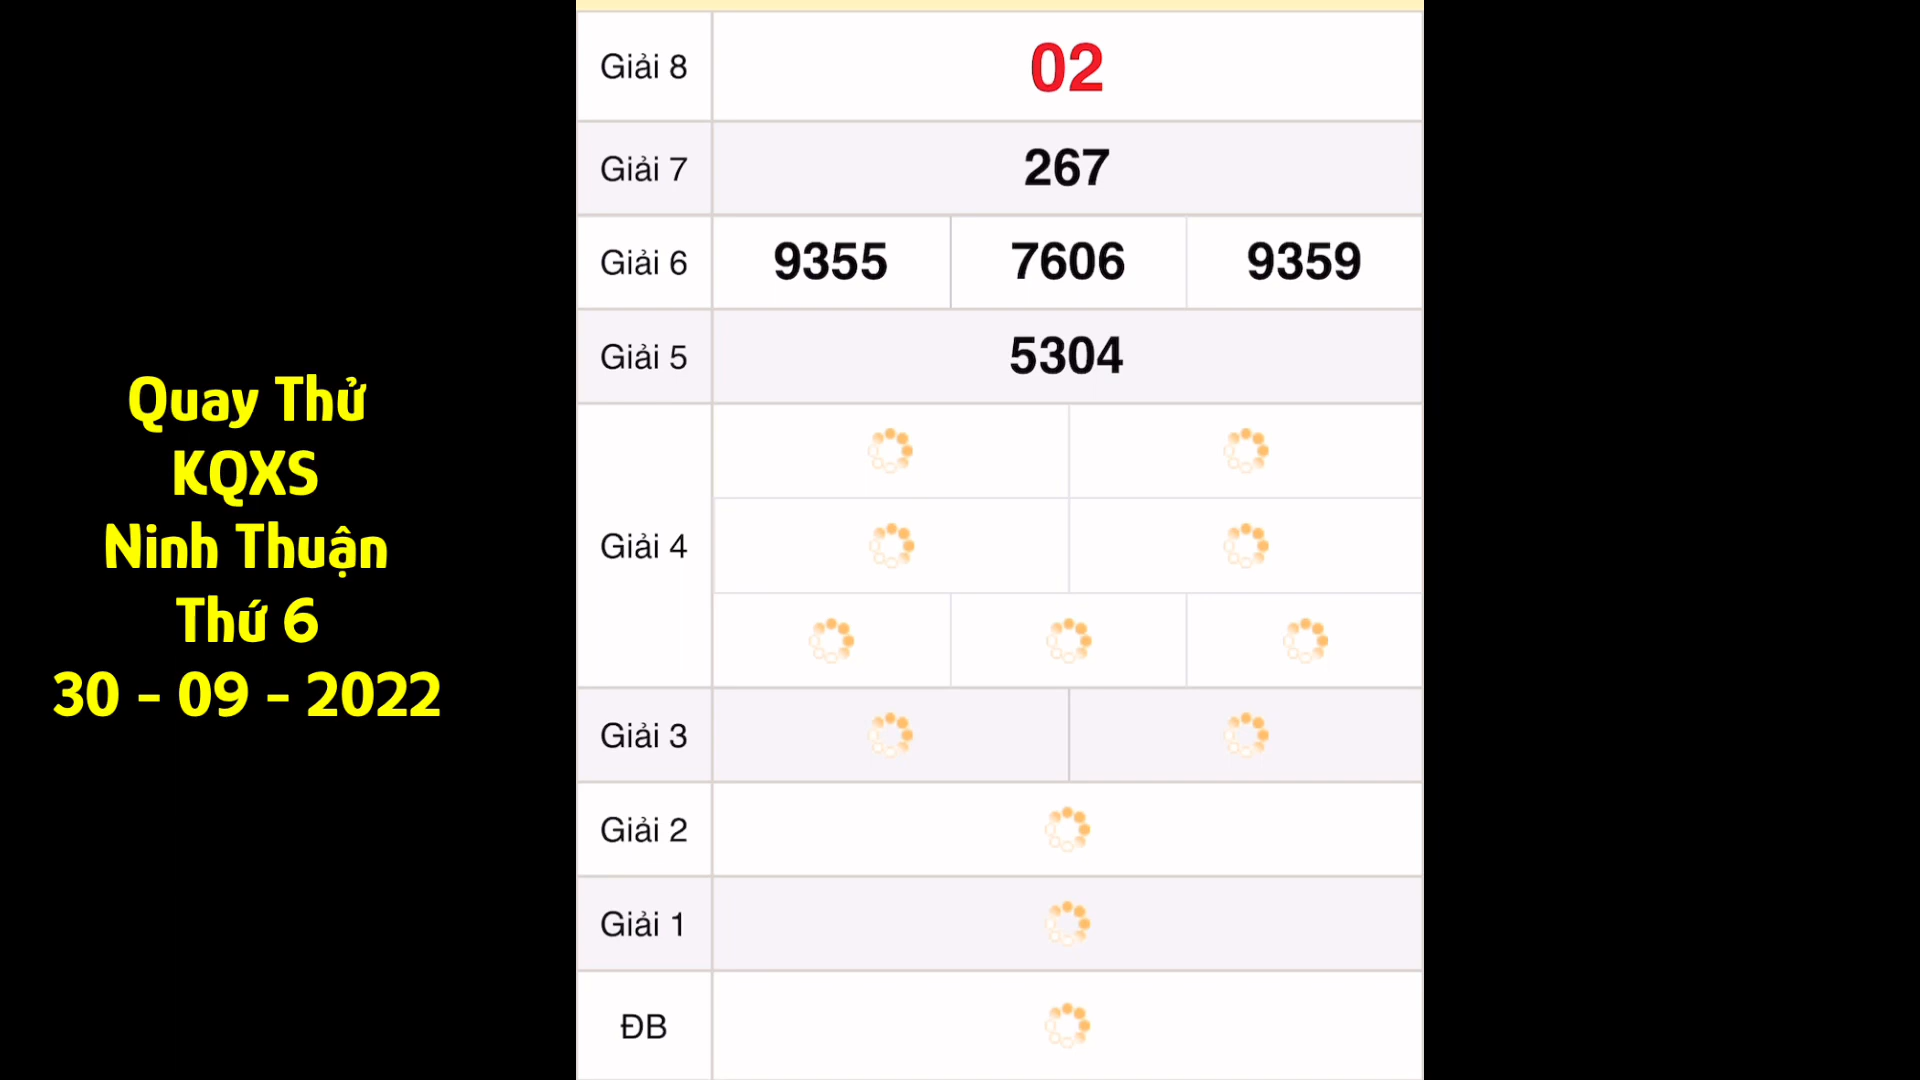 Quay Thử
KQXS
Ninh Thuận
Thứ 6
30 - 09 - 2022
Giải 8 02
Giải 7 267
Giải 6 9355 7606 9359
Giải 5 5304
Giải 4
Giải 3
Giải 2
Giải 1
ĐB